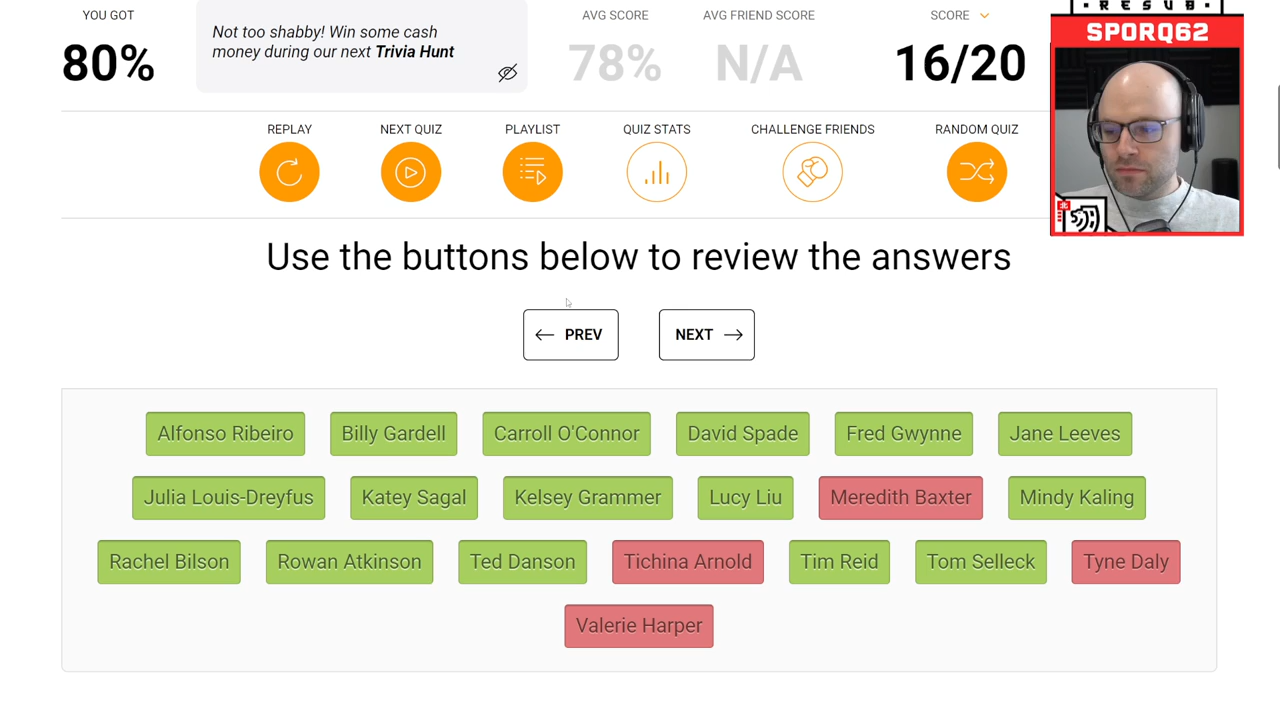 YOU GOT
80%
Not too shabby! Win some cash
money during our next Trivia Hunt
AVG SCORE
78%
AVG FRIEND SCORE
N/A
SCORE
16/20
RESUB
SPORQ62
REPLAY
NEXT QUIZ
PLAYLIST
QUIZ STATS
CHALLENGE FRIENDS
RANDOM QUIZ
Use the buttons below to review the answers
← PREV
NEXT →
Alfonso Ribeiro
Billy Gardell
Carroll O'Connor
David Spade
Fred Gwynne
Jane Leeves
Julia Louis-Dreyfus
Katey Sagal
Kelsey Grammer
Lucy Liu
Meredith Baxter
Mindy Kaling
Rachel Bilson
Rowan Atkinson
Ted Danson
Tichina Arnold
Tim Reid
Tom Selleck
Tyne Daly
Valerie Harper